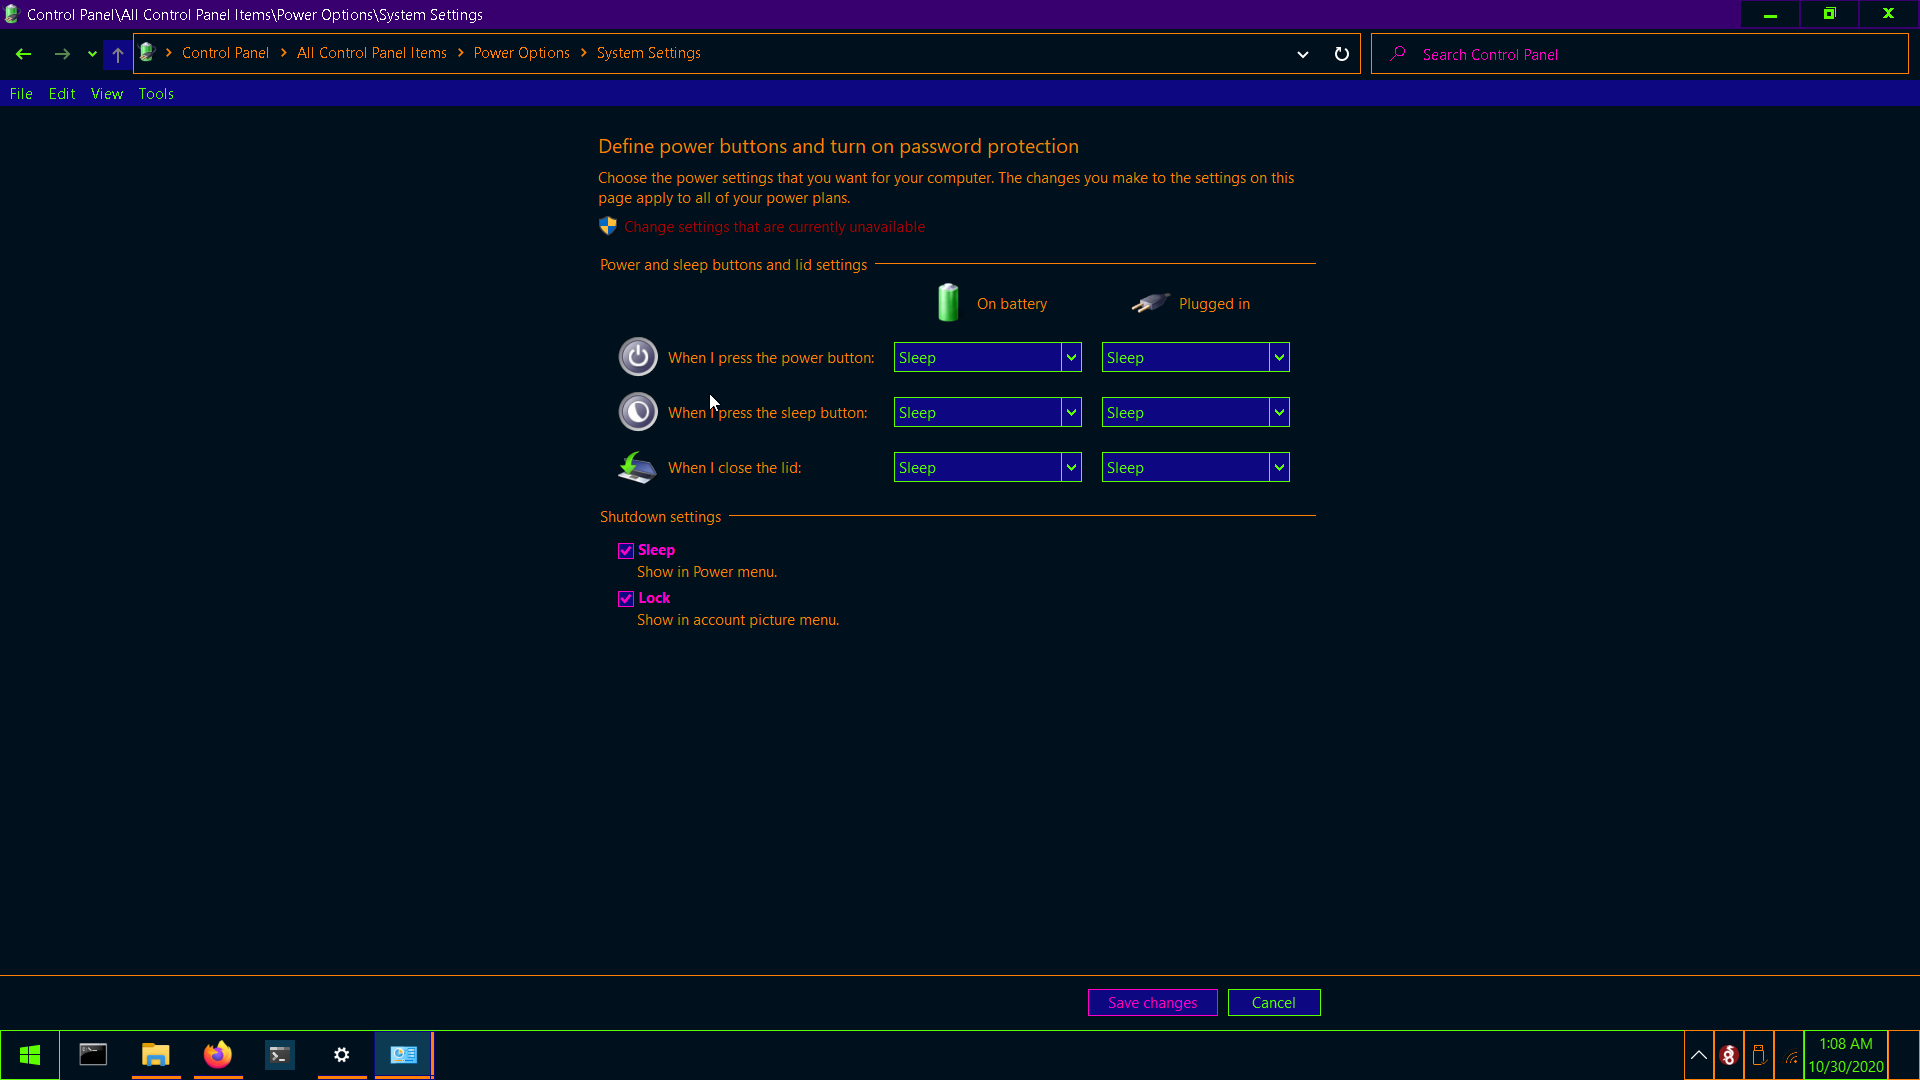 Control Panel\All Control Panel Items\Power Options\System Settings
Control Panel > All Control Panel Items > Power Options > System Settings
Search Control Panel
File Edit View Tools
Define power buttons and turn on password protection
Choose the power settings that you want for your computer. The changes you make to the settings on this
page apply to all of your power plans.
Change settings that are currently unavailable
Power and sleep buttons and lid settings
On battery Plugged in
When I press the power button: Sleep Sleep
When I press the sleep button: Sleep Sleep
When I close the lid: Sleep Sleep
Shutdown settings
Sleep
Show in Power menu.
Lock
Show in account picture menu.
Save changes Cancel
1:08 AM
10/30/2020